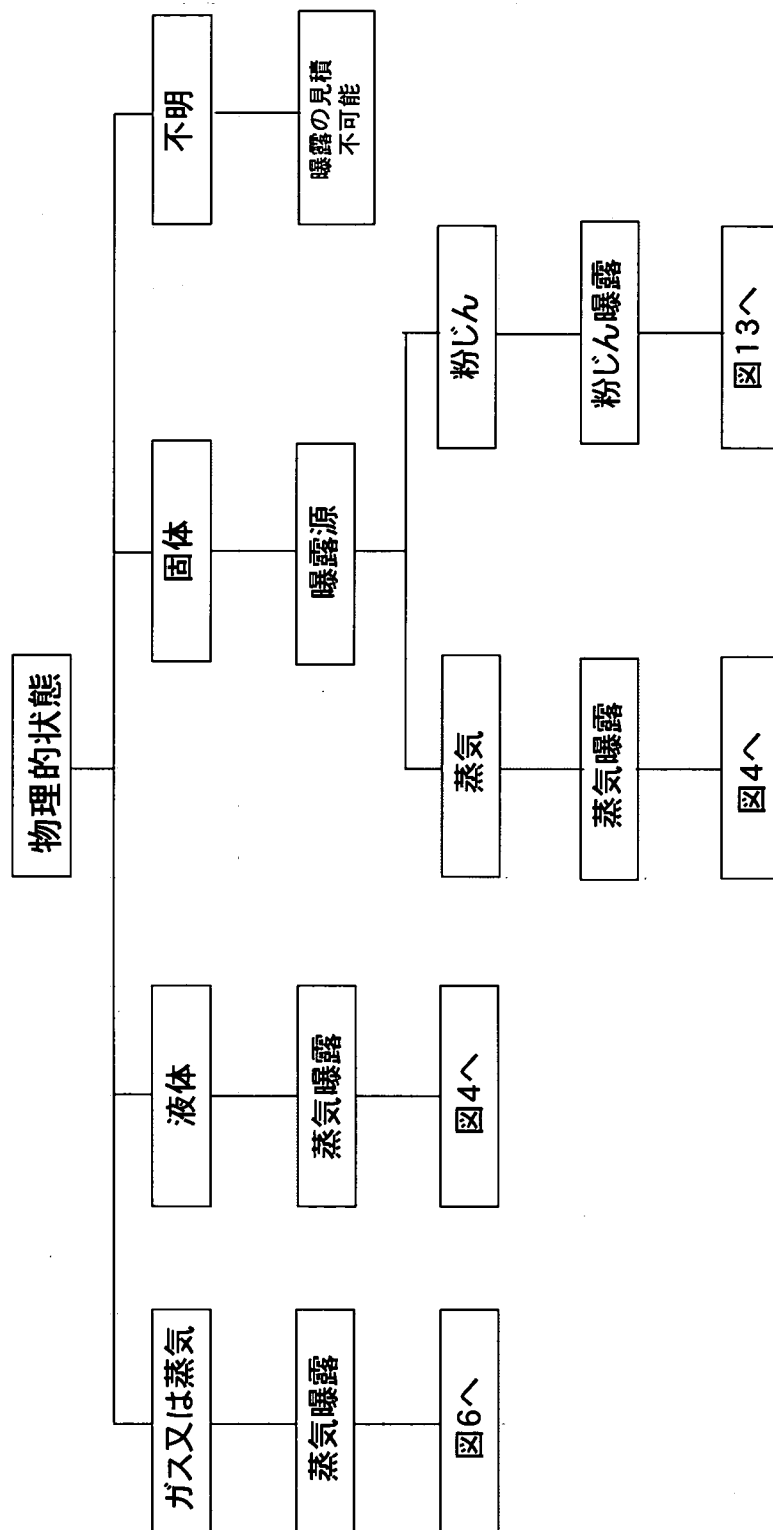 物理的状態
ガス又は蒸気
液体
固体
不明
蒸気曝露
蒸気曝露
曝露源
曝露の見積
不可能
図6へ
図4へ
蒸気
粉じん
蒸気曝露
粉じん曝露
図4へ
図13へ